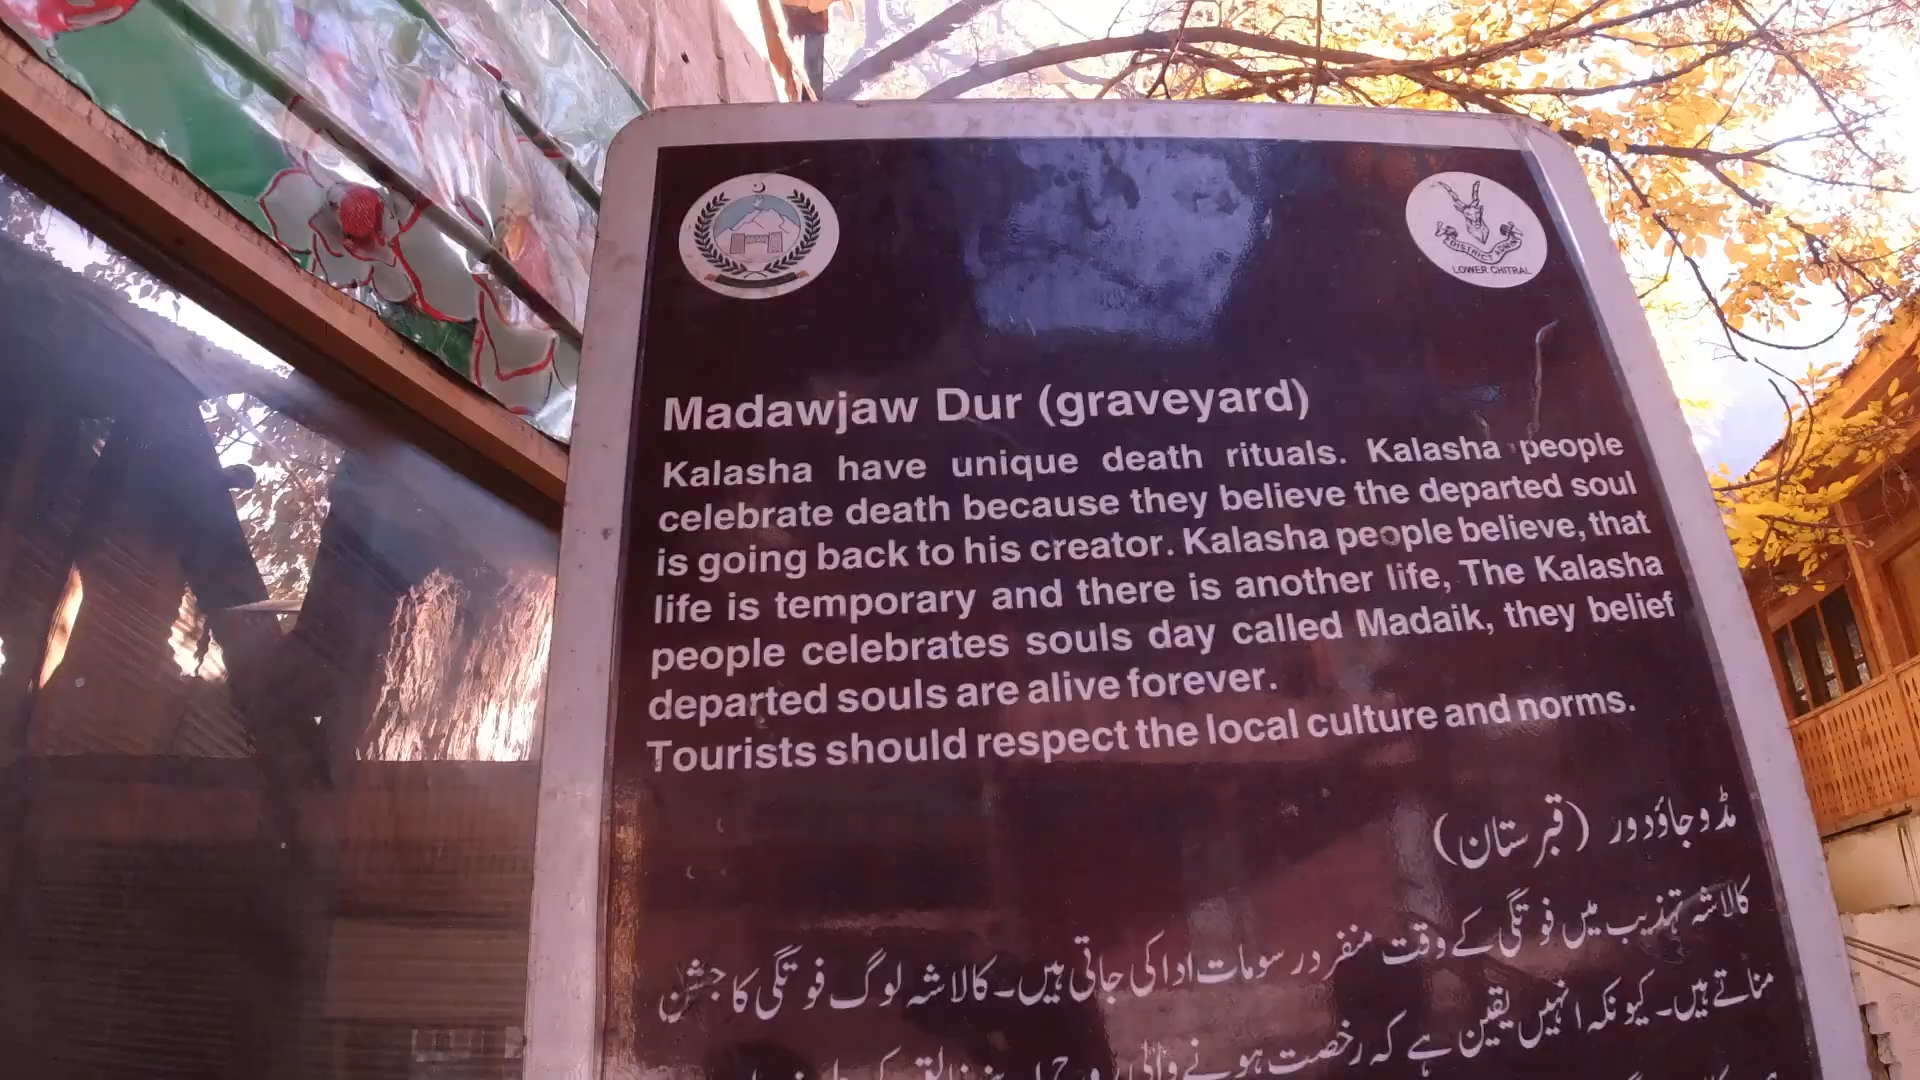 DISTRICT ADMN
LOWER CHITRAL
Madawjaw Dur (graveyard)
Kalasha have unique death rituals. Kalasha people
celebrate death because they believe the departed soul
is going back to his creator. Kalasha people believe, that
life is temporary and there is another life, The Kalasha
people celebrates souls day called Madaik, they belief
departed souls are alive forever.
Tourists should respect the local culture and norms.
مڈوجاؤدور (قبرستان)
کالاشہ تہذیب میں فوتگی کے وقت منفرد رسومات ادا کی جاتی ہیں۔ کالاشہ لوگ فوتگی کا جشن
مناتے ہیں۔ کیونکہ انہیں یقین ہے کہ رخصت ہونے والی